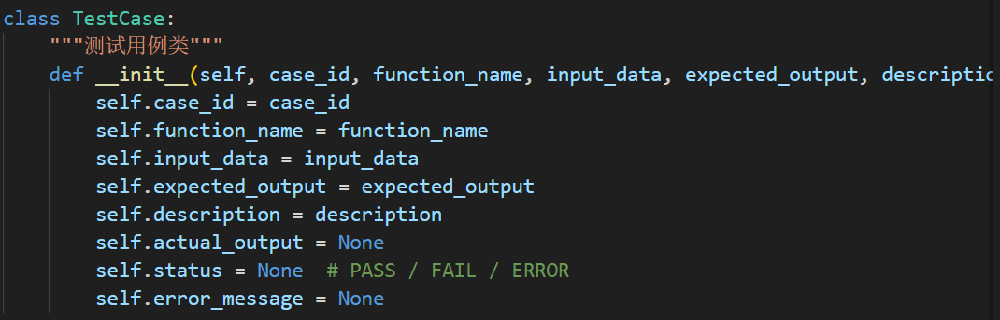 class TestCase:
"""测试用例类"""
def __init__(self, case_id, function_name, input_data, expected_output, descriptio
self.case_id = case_id
self.function_name = function_name
self.input_data = input_data
self.expected_output = expected_output
self.description = description
self.actual_output = None
self.status = None  # PASS / FAIL / ERROR
self.error_message = None